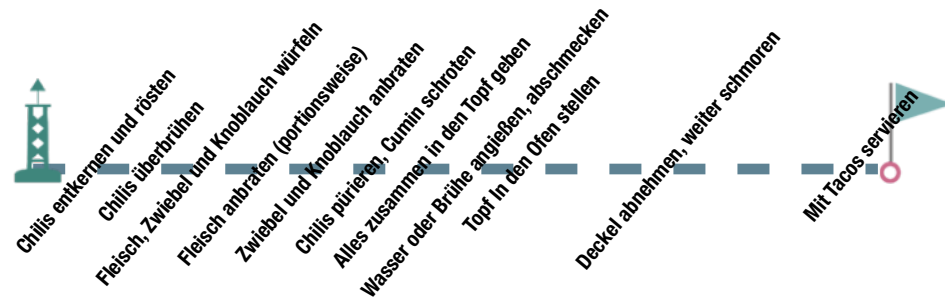 Chilis entkernen und rösten
Chilis überbrühen
Fleisch, Zwiebel und Knoblauch würfeln
Fleisch anbraten (portionsweise)
Zwiebel und Knoblauch anbraten
Chilis pürieren, Cumin schroten
Alles zusammen in den Topf geben
Wasser oder Brühe angießen, abschmecken
Topf In den Ofen stellen
Deckel abnehmen, weiter schmoren
Mit Tacos servieren